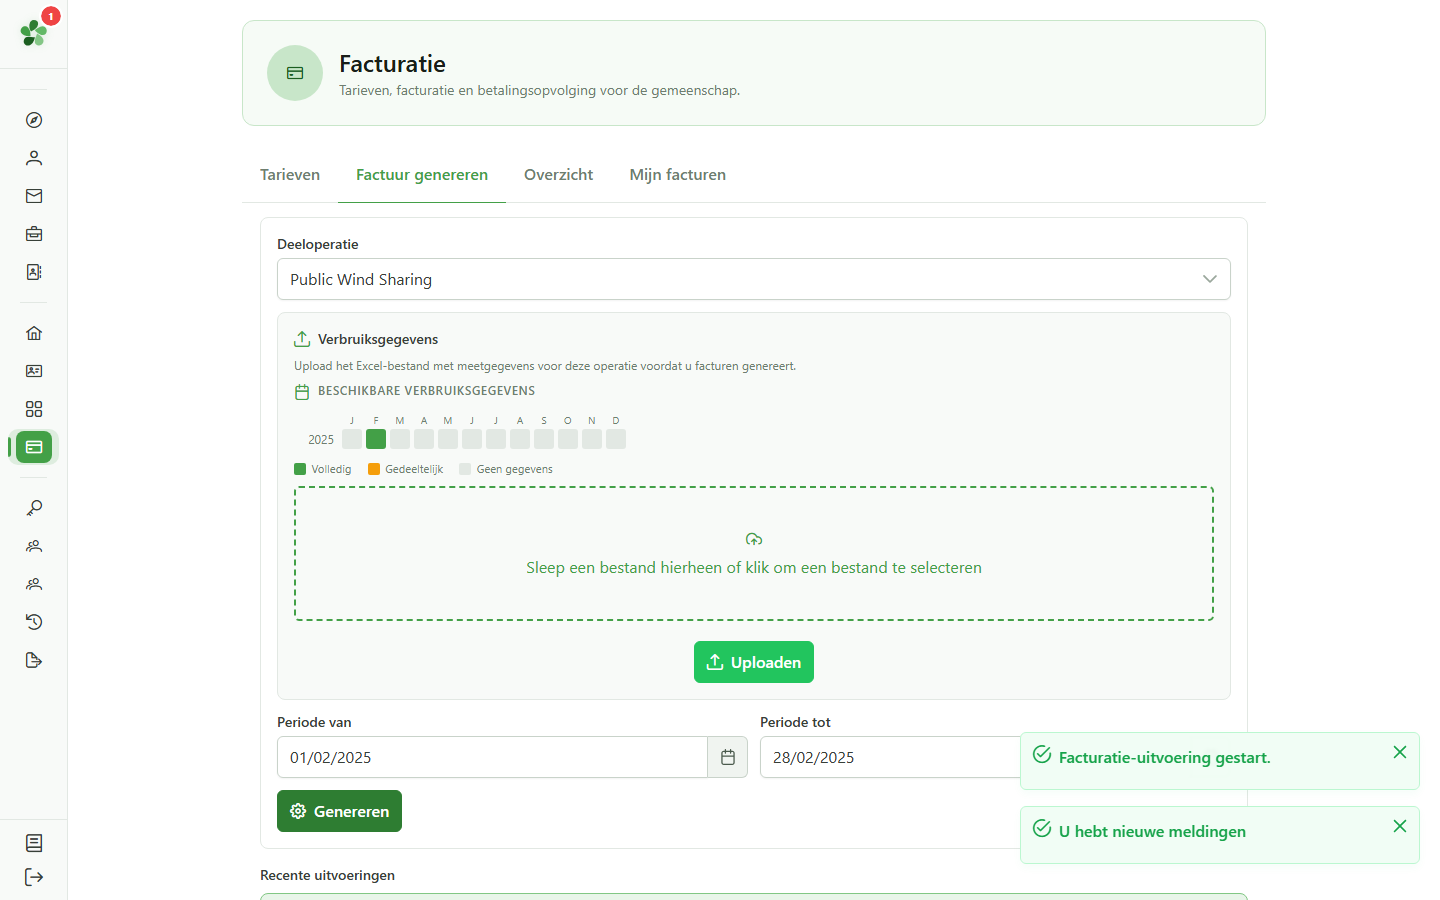 1
Facturatie
Tarieven, facturatie en betalingsopvolging voor de gemeenschap.
Tarieven
Factuur genereren
Overzicht
Mijn facturen
Deeloperatie
Public Wind Sharing
Verbruiksgegevens
Upload het Excel-bestand met meetgegevens voor deze operatie voordat u facturen genereert.
BESCHIKBARE VERBRUIKSGEGEVENS
J F M A M J J A S O N D
2025
Volledig
Gedeeltelijk
Geen gegevens
Sleep een bestand hierheen of klik om een bestand te selecteren
Uploaden
Periode van
Periode tot
01/02/2025
28/02/2025
Facturatie-uitvoering gestart.
Genereren
U hebt nieuwe meldingen
Recente uitvoeringen